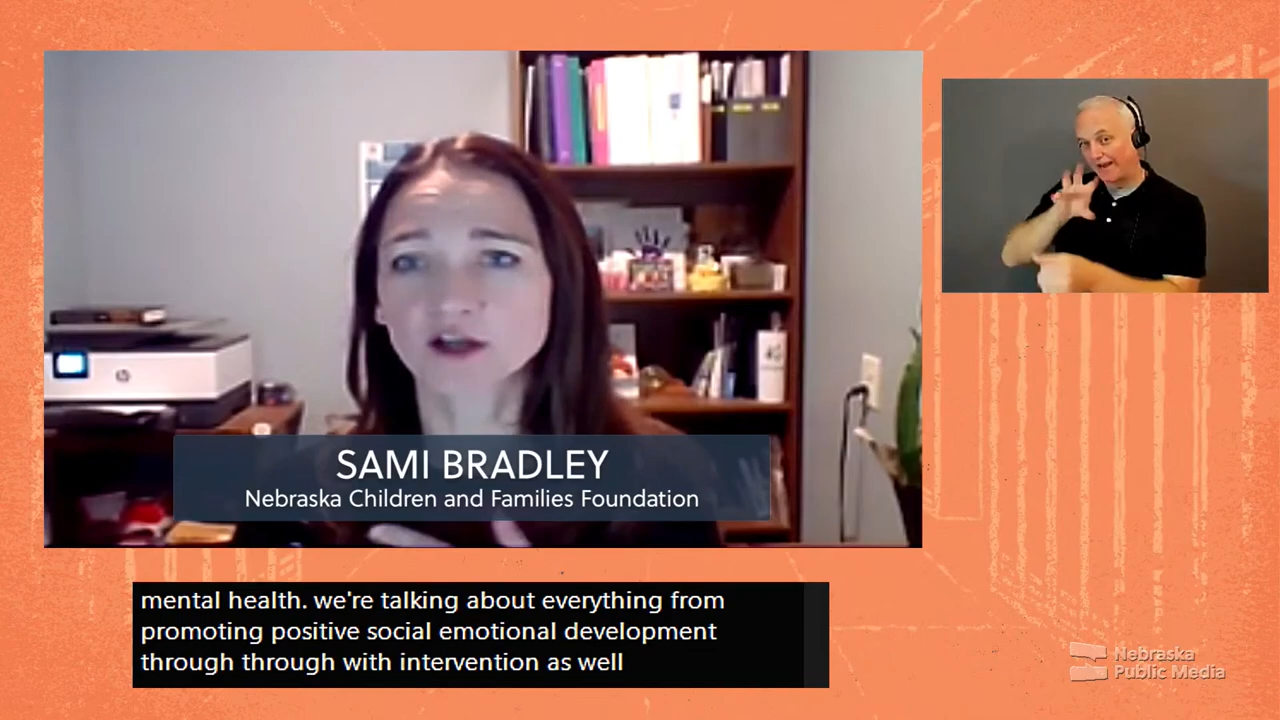 SAMI BRADLEY
Nebraska Children and Families Foundation
mental health. we're talking about everything from
promoting positive social emotional development
through through with intervention as well
Nebraska
Public Media